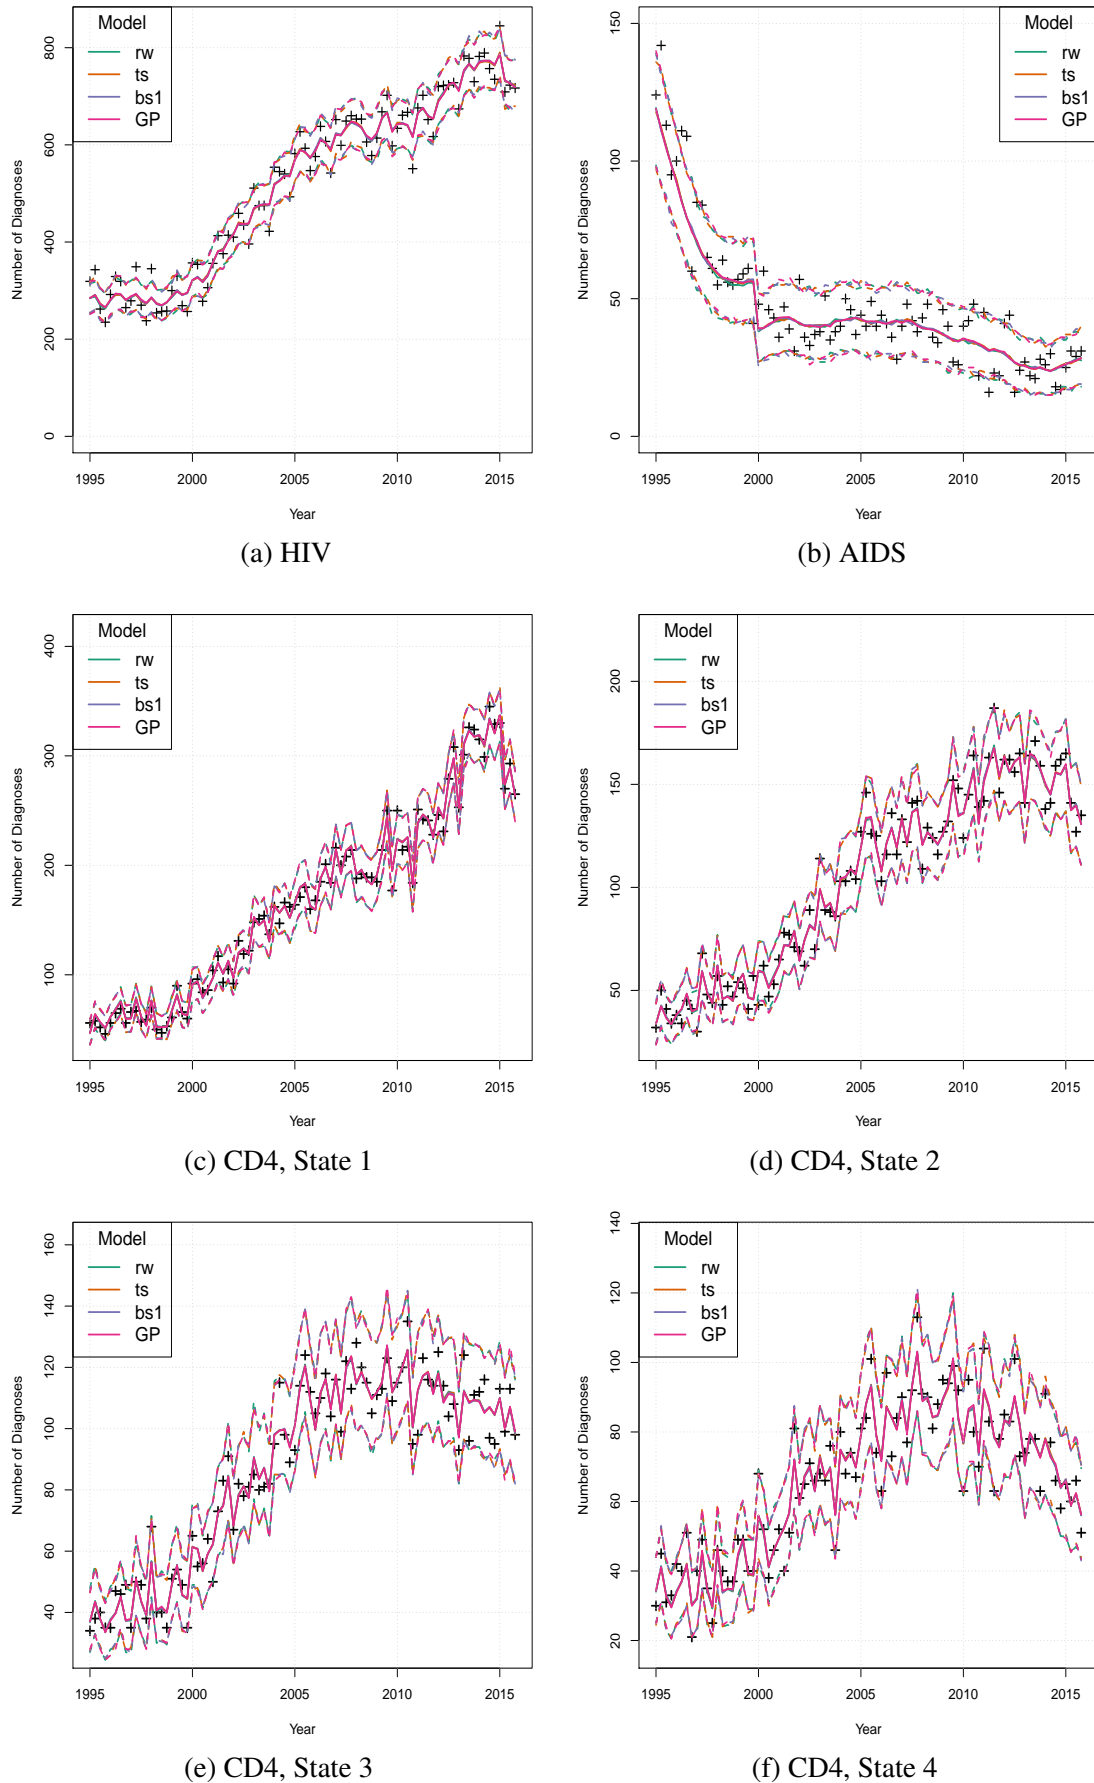 Model
rw
ts
bs1
GP
Number of Diagnoses
0
200
400
600
800
1995
2000
2005
2010
2015
Year
(a) HIV
Model
rw
ts
bs1
GP
Number of Diagnoses
0
50
100
150
1995
2000
2005
2010
2015
Year
(b) AIDS
Model
rw
ts
bs1
GP
Number of Diagnoses
100
200
300
400
1995
2000
2005
2010
2015
Year
(c) CD4, State 1
Model
rw
ts
bs1
GP
Number of Diagnoses
50
100
150
200
1995
2000
2005
2010
2015
Year
(d) CD4, State 2
Model
rw
ts
bs1
GP
Number of Diagnoses
40
60
80
100
120
140
160
1995
2000
2005
2010
2015
Year
(e) CD4, State 3
Model
rw
ts
bs1
GP
Number of Diagnoses
20
40
60
80
100
120
140
1995
2000
2005
2010
2015
Year
(f) CD4, State 4